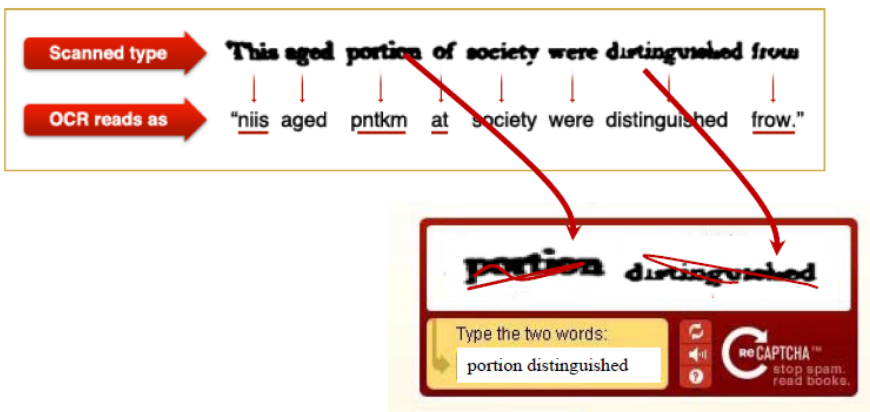 Scanned type This aged portion of society were distinguished from
OCR reads as “niis aged pntkm at society were distinguished frow.”
portion distinguished
Type the two words:
portion distinguished
reCAPTCHA™
stop spam.
read books.